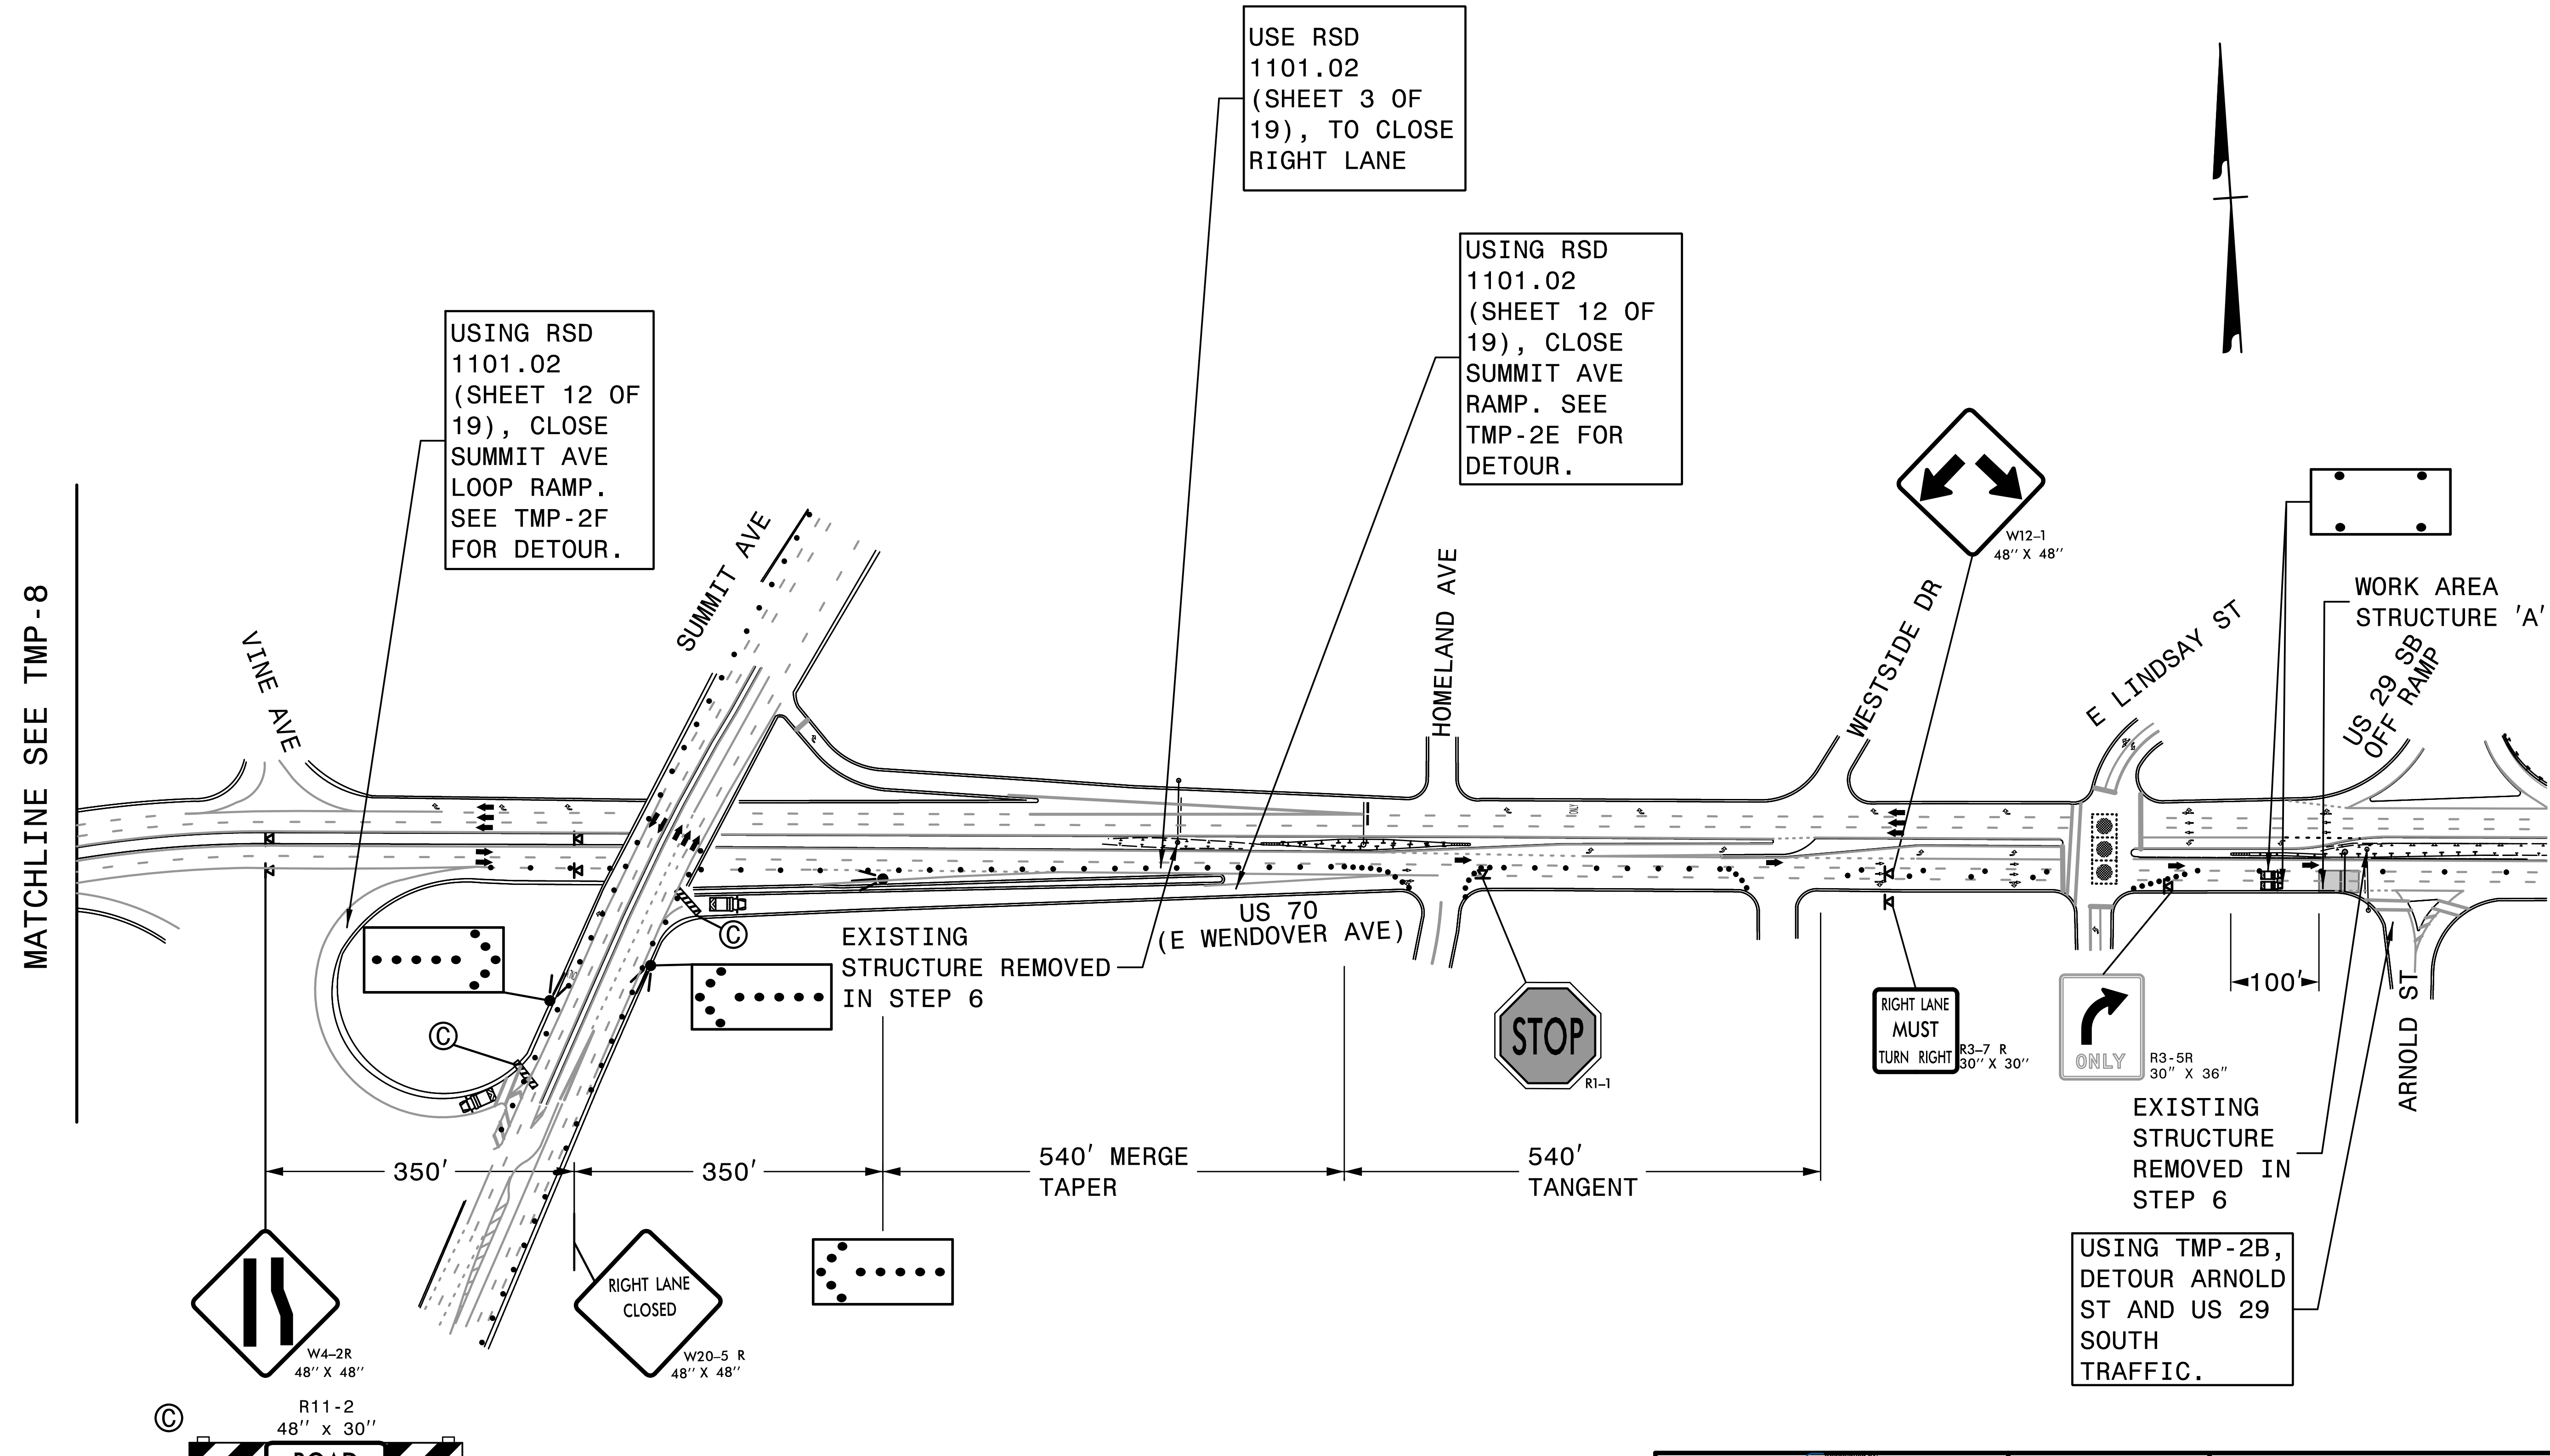 USE RSD
1101.02
(SHEET 3 OF
19), TO CLOSE
RIGHT LANE
USING RSD
1101.02
(SHEET 12 OF
19), CLOSE
SUMMIT AVE
RAMP. SEE
TMP-2E FOR
DETOUR.
USING RSD
1101.02
(SHEET 12 OF
19), CLOSE
SUMMIT AVE
LOOP RAMP.
SEE TMP-2F
FOR DETOUR.
W12-1
48'' X 48''
WORK AREA
STRUCTURE 'A'
MATCHLINE SEE TMP-8
VINE AVE
SUMMIT AVE
HOMELAND AVE
WESTSIDE DR
E LINDSAY ST
US 29 SB
OFF RAMP
ONLY
US 70
(E WENDOVER AVE)
Ⓒ
EXISTING
STRUCTURE REMOVED
IN STEP 6
Ⓒ
STOP
R1-1
RIGHT LANE
MUST
TURN RIGHT
R3-7 R
30'' X 30''
ONLY
R3-5R
30" X 36"
100'
ARNOLD ST
EXISTING
STRUCTURE
REMOVED IN
STEP 6
350'
350'
540' MERGE
TAPER
540'
TANGENT
USING TMP-2B,
DETOUR ARNOLD
ST AND US 29
SOUTH
TRAFFIC.
W4-2R
48'' X 48''
RIGHT LANE
CLOSED
W20-5 R
48'' X 48''
Ⓒ
R11-2
48'' x 30''
ROAD